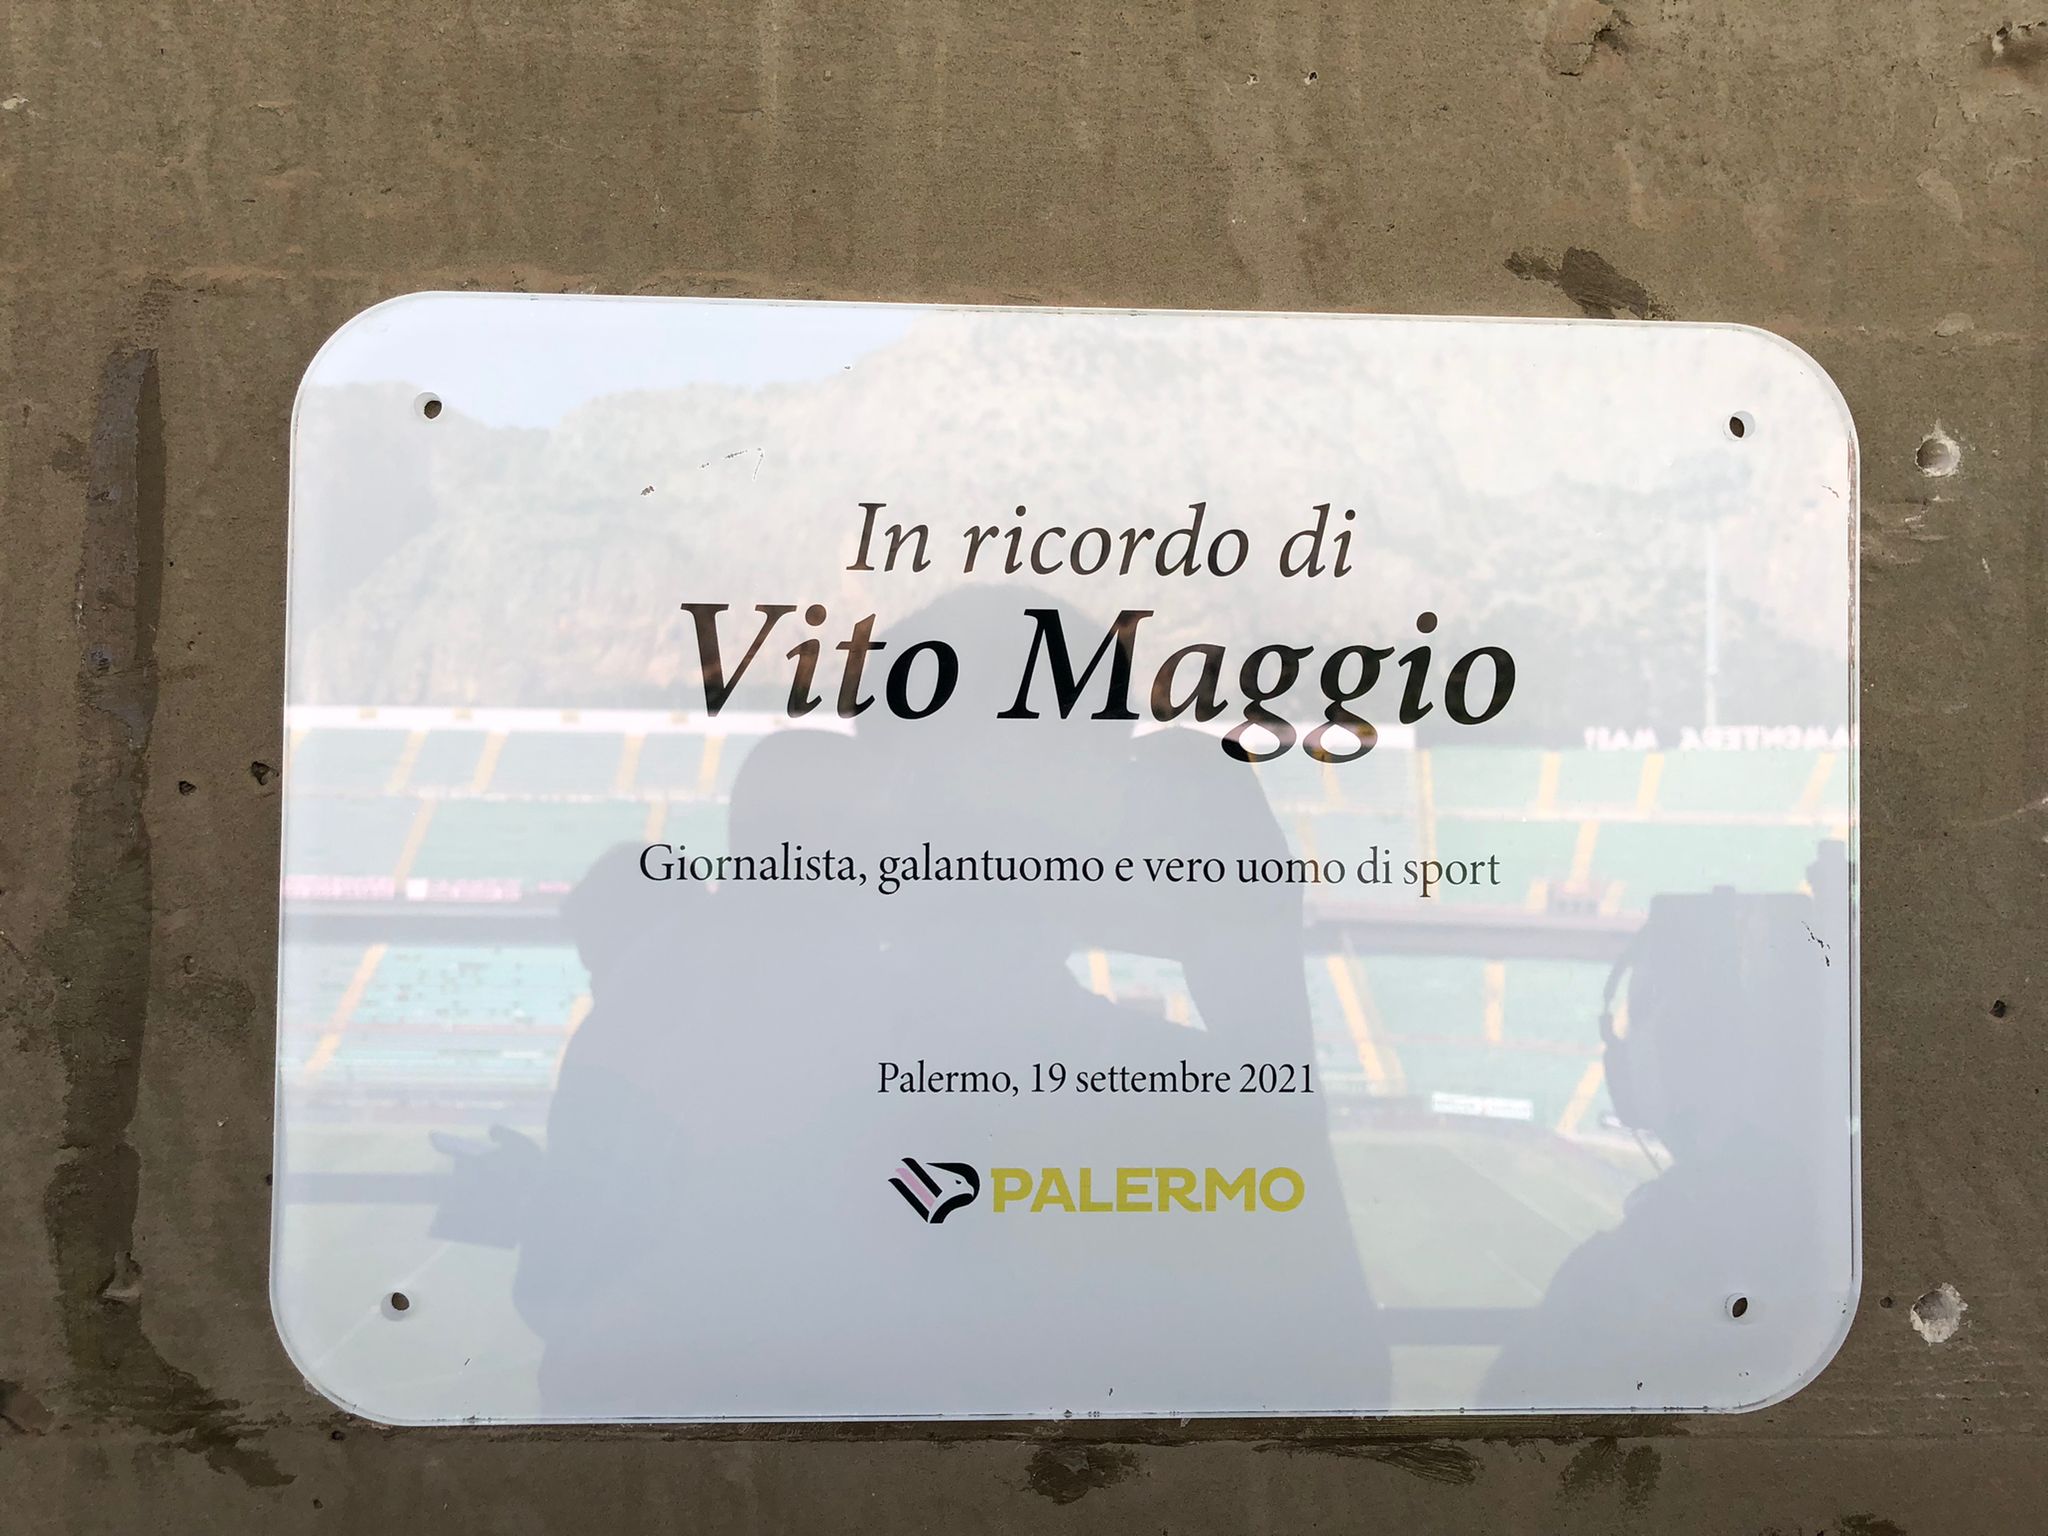 In ricordo di
Vito Maggio
Giornalista, galantuomo e vero uomo di sport
Palermo, 19 settembre 2021
PALERMO